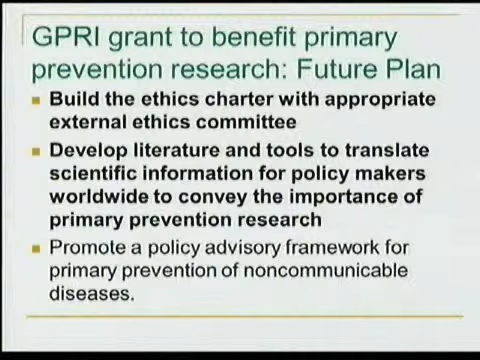 GPRI grant to benefit primary
prevention research: Future Plan
Build the ethics charter with appropriate
external ethics committee
Develop literature and tools to translate
scientific information for policy makers
worldwide to convey the importance of
primary prevention research
Promote a policy advisory framework for
primary prevention of noncommunicable
diseases.